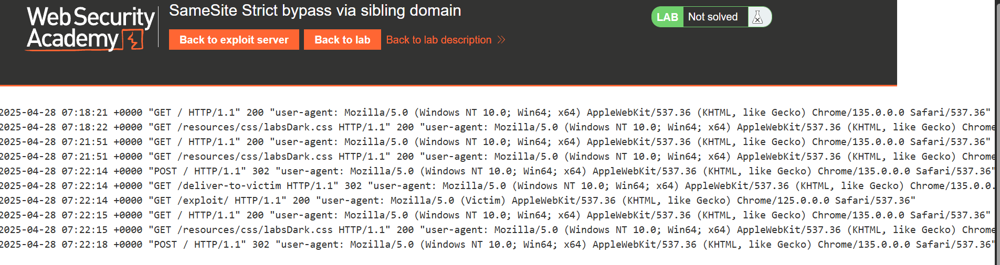 Web Security
Academy
SameSite Strict bypass via sibling domain
Back to exploit server
Back to lab
Back to lab description
LAB
Not solved
2025-04-28 07:18:21 +0000 "GET / HTTP/1.1" 200 "user-agent: Mozilla/5.0 (Windows NT 10.0; Win64; x64) AppleWebKit/537.36 (KHTML, like Gecko) Chrome/135.0.0.0 Safari/537.36"
2025-04-28 07:18:22 +0000 "GET /resources/css/labsDark.css HTTP/1.1" 200 "user-agent: Mozilla/5.0 (Windows NT 10.0; Win64; x64) AppleWebKit/537.36 (KHTML, like Gecko) Chrome
2025-04-28 07:21:51 +0000 "GET / HTTP/1.1" 200 "user-agent: Mozilla/5.0 (Windows NT 10.0; Win64; x64) AppleWebKit/537.36 (KHTML, like Gecko) Chrome/135.0.0.0 Safari/537.36"
2025-04-28 07:21:51 +0000 "GET /resources/css/labsDark.css HTTP/1.1" 200 "user-agent: Mozilla/5.0 (Windows NT 10.0; Win64; x64) AppleWebKit/537.36 (KHTML, like Gecko) Chrome
2025-04-28 07:22:14 +0000 "POST / HTTP/1.1" 302 "user-agent: Mozilla/5.0 (Windows NT 10.0; Win64; x64) AppleWebKit/537.36 (KHTML, like Gecko) Chrome/135.0.0.0 Safari/537.36"
2025-04-28 07:22:14 +0000 "GET /deliver-to-victim HTTP/1.1" 302 "user-agent: Mozilla/5.0 (Windows NT 10.0; Win64; x64) AppleWebKit/537.36 (KHTML, like Gecko) Chrome/135.0.0.
2025-04-28 07:22:14 +0000 "GET /exploit/ HTTP/1.1" 200 "user-agent: Mozilla/5.0 (Victim) AppleWebKit/537.36 (KHTML, like Gecko) Chrome/125.0.0.0 Safari/537.36"
2025-04-28 07:22:15 +0000 "GET / HTTP/1.1" 200 "user-agent: Mozilla/5.0 (Windows NT 10.0; Win64; x64) AppleWebKit/537.36 (KHTML, like Gecko) Chrome/135.0.0.0 Safari/537.36"
2025-04-28 07:22:15 +0000 "GET /resources/css/labsDark.css HTTP/1.1" 200 "user-agent: Mozilla/5.0 (Windows NT 10.0; Win64; x64) AppleWebKit/537.36 (KHTML, like Gecko) Chrome
2025-04-28 07:22:18 +0000 "POST / HTTP/1.1" 302 "user-agent: Mozilla/5.0 (Windows NT 10.0; Win64; x64) AppleWebKit/537.36 (KHTML, like Gecko) Chrome/135.0.0.0 Safari/537.36"